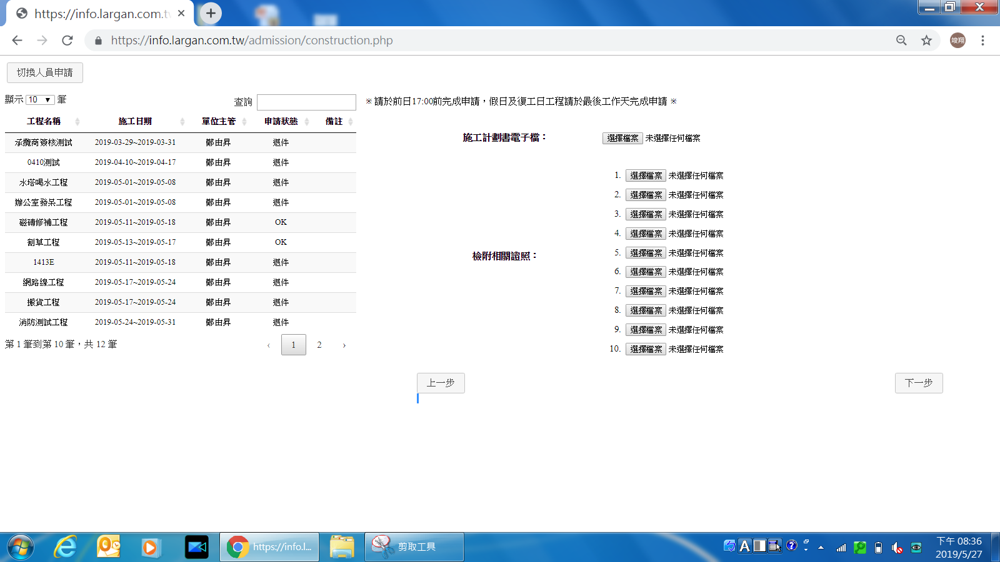 https://info.largan.com.tw
https://info.largan.com.tw/admission/construction.php
竣翔
切換人員申請
顯示 10 筆
查詢
※ 請於前日17:00前完成申請，假日及復工日工程請於最後工作天完成申請 ※
工程名稱 施工日期 單位主管 申請狀態 備註
承攬商簽核測試 2019-03-29~2019-03-31 鄭由昇 退件
0410測試 2019-04-10~2019-04-17 鄭由昇 退件
水塔喝水工程 2019-05-01~2019-05-08 鄭由昇 退件
辦公室發呆工程 2019-05-01~2019-05-08 鄭由昇 退件
磁磚修補工程 2019-05-11~2019-05-18 鄭由昇 OK
割草工程 2019-05-13~2019-05-17 鄭由昇 OK
1413E 2019-05-11~2019-05-18 鄭由昇 退件
網路線工程 2019-05-17~2019-05-24 鄭由昇 退件
搬貨工程 2019-05-17~2019-05-24 鄭由昇 退件
消防測試工程 2019-05-24~2019-05-31 鄭由昇 退件
第 1 筆到第 10 筆，共 12 筆
‹ 1 2 ›
施工計劃書電子檔： 選擇檔案 未選擇任何檔案
檢附相關證照：
1. 選擇檔案 未選擇任何檔案
2. 選擇檔案 未選擇任何檔案
3. 選擇檔案 未選擇任何檔案
4. 選擇檔案 未選擇任何檔案
5. 選擇檔案 未選擇任何檔案
6. 選擇檔案 未選擇任何檔案
7. 選擇檔案 未選擇任何檔案
8. 選擇檔案 未選擇任何檔案
9. 選擇檔案 未選擇任何檔案
10. 選擇檔案 未選擇任何檔案
上一步
下一步
https://info.l...
剪取工具
A
下午 08:36
2019/5/27